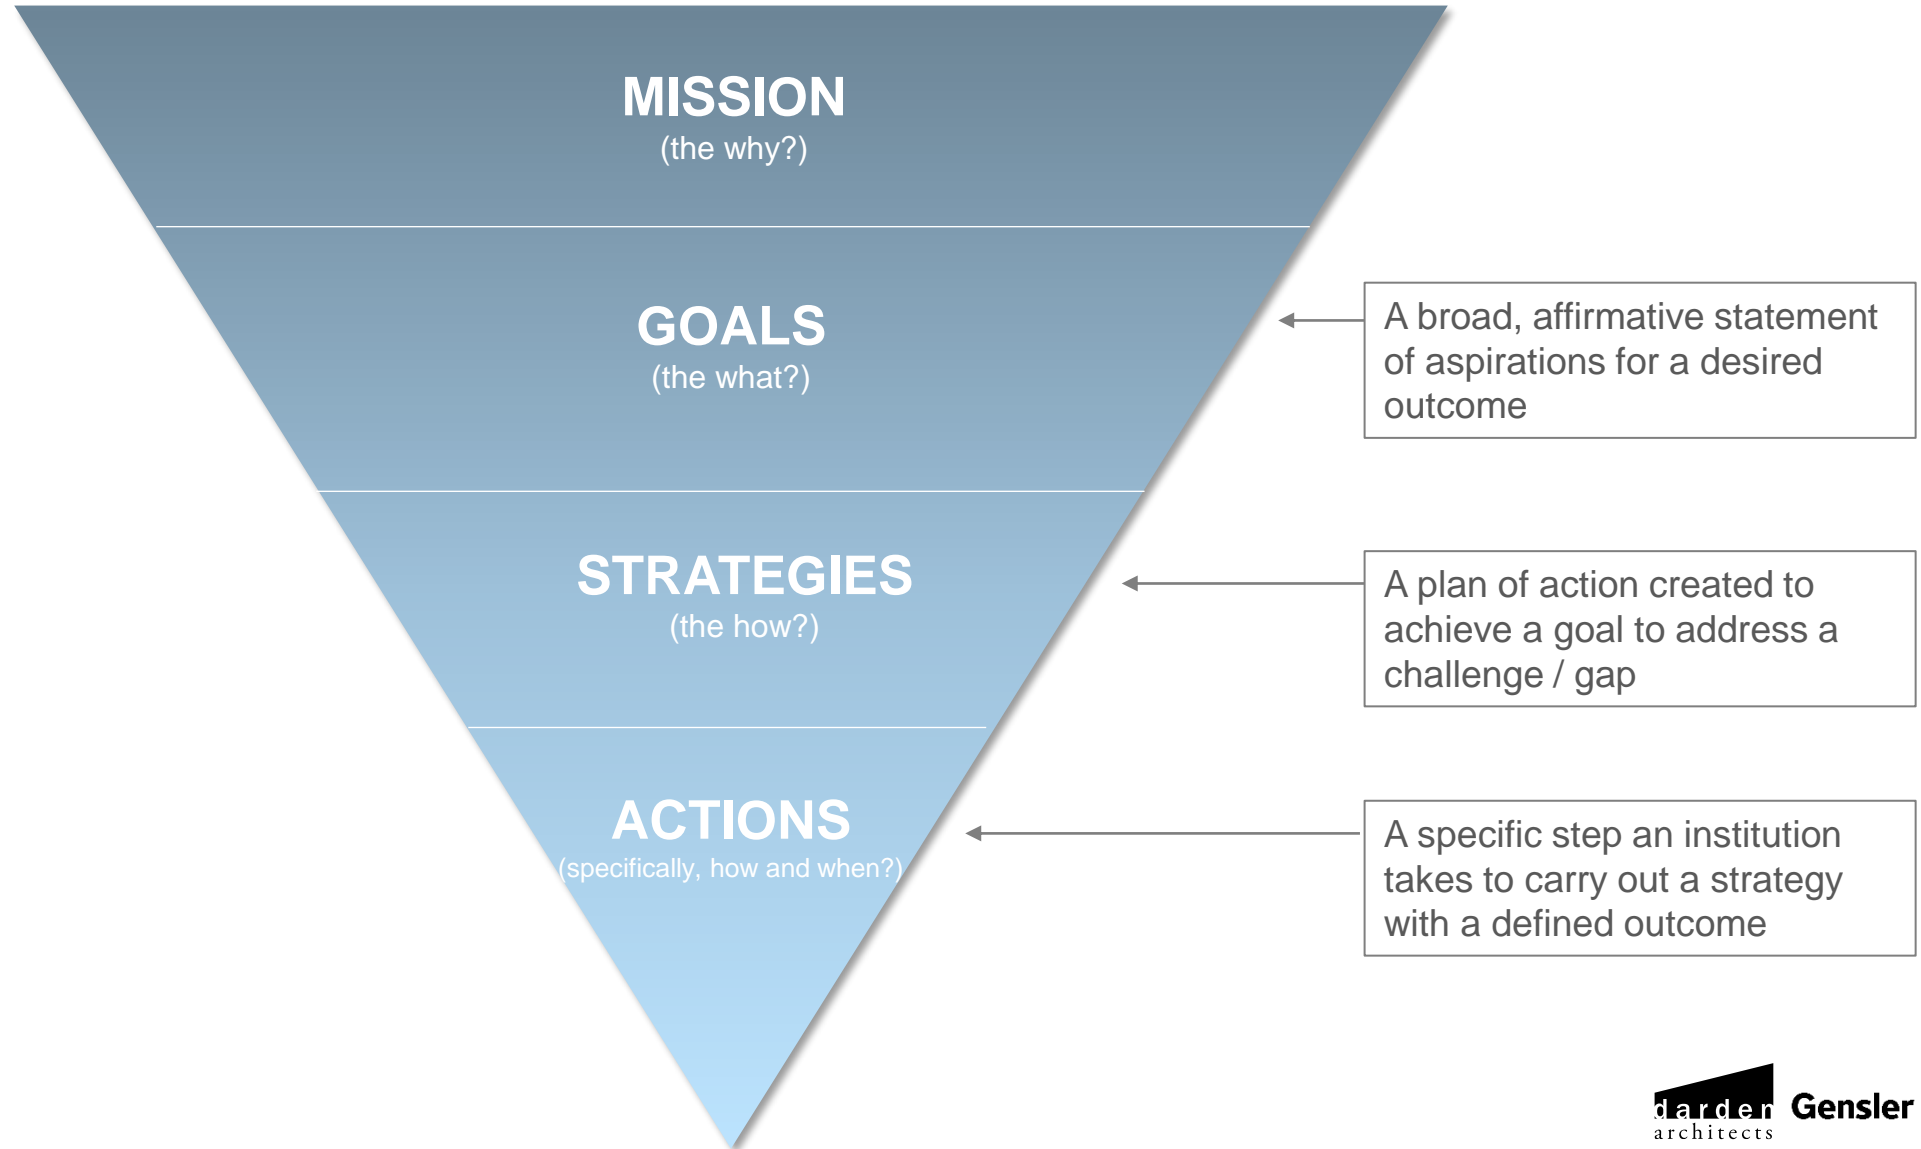 MISSION
(the why?)
GOALS
(the what?)
A broad, affirmative statement
of aspirations for a desired
outcome
STRATEGIES
(the how?)
A plan of action created to
achieve a goal to address a
challenge / gap
ACTIONS
(specifically, how and when?)
A specific step an institution
takes to carry out a strategy
with a defined outcome
darden
architects
Gensler